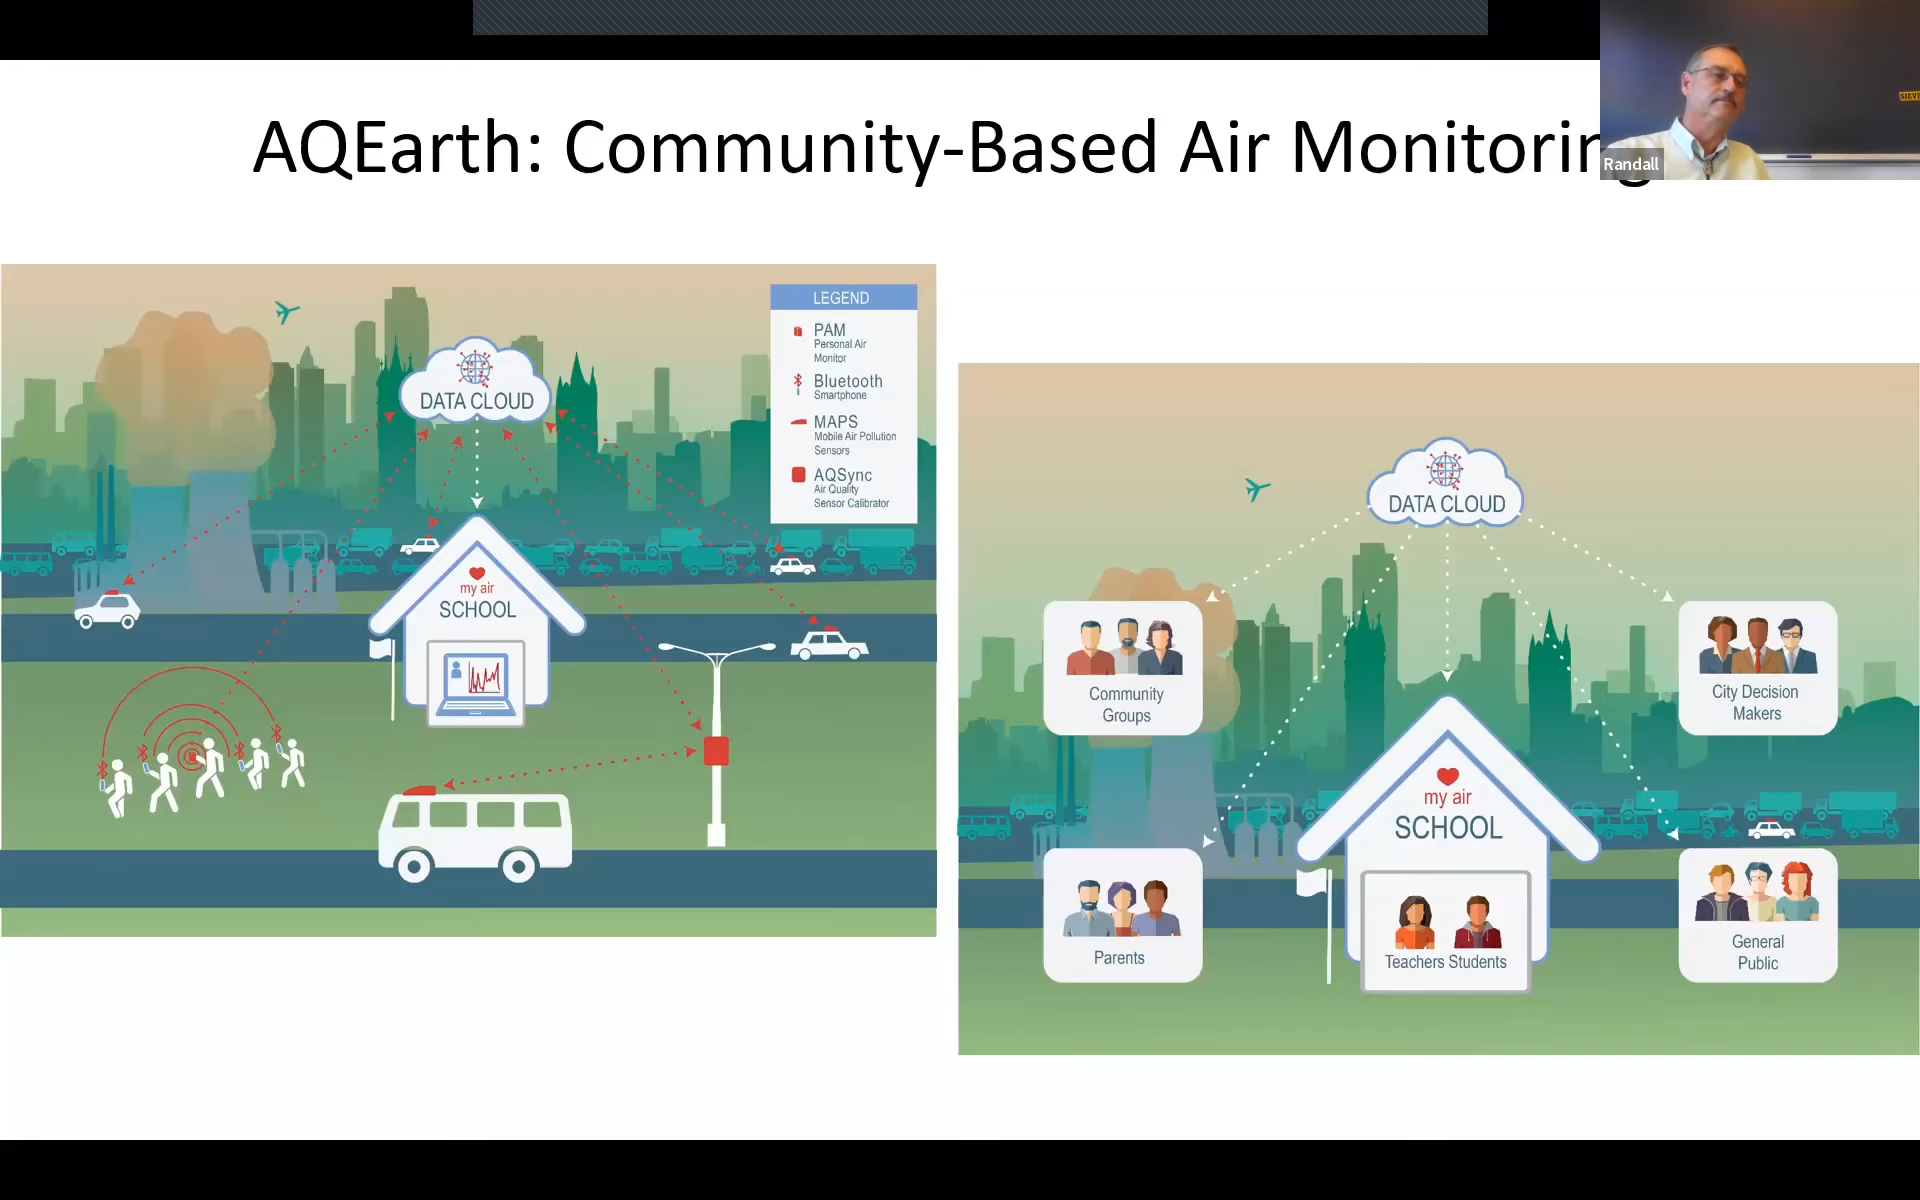 AQEarth: Community-Based Air Monitoring
Randall
LEGEND
PAM
Personal Air
Monitor
Bluetooth
Smartphone
MAPS
Mobile Air Pollution
Sensors
AQSync
Air Quality
Sensor Calibrator
DATA CLOUD
my air
SCHOOL
DATA CLOUD
Community
Groups
City Decision
Makers
my air
SCHOOL
Parents
Teachers Students
General
Public